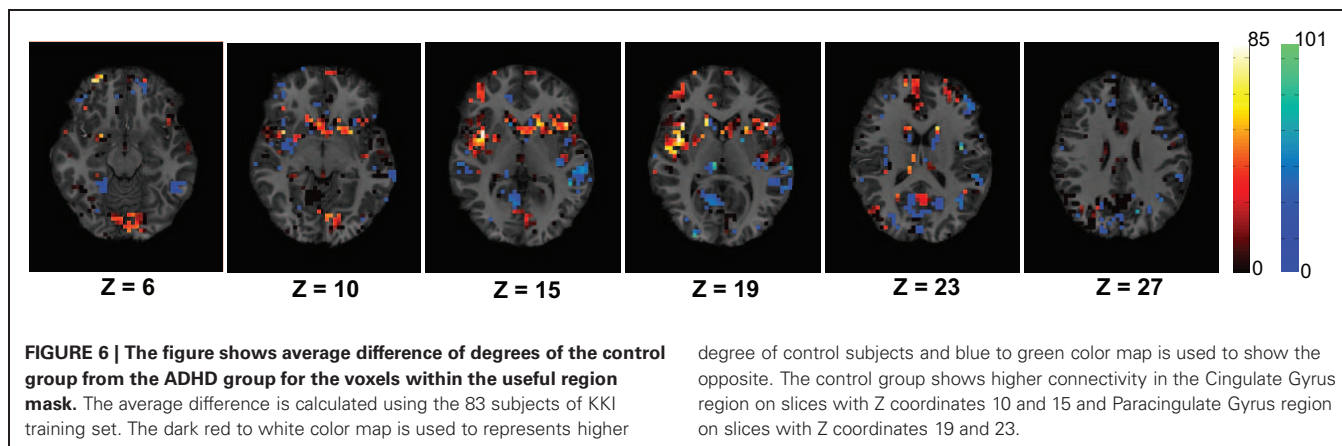 85 101
0 0
Z = 6 Z = 10 Z = 15 Z = 19 Z = 23 Z = 27
FIGURE 6 | The figure shows average difference of degrees of the control
group from the ADHD group for the voxels within the useful region
mask. The average difference is calculated using the 83 subjects of KKI
training set. The dark red to white color map is used to represents higher
degree of control subjects and blue to green color map is used to show the
opposite. The control group shows higher connectivity in the Cingulate Gyrus
region on slices with Z coordinates 10 and 15 and Paracingulate Gyrus region
on slices with Z coordinates 19 and 23.